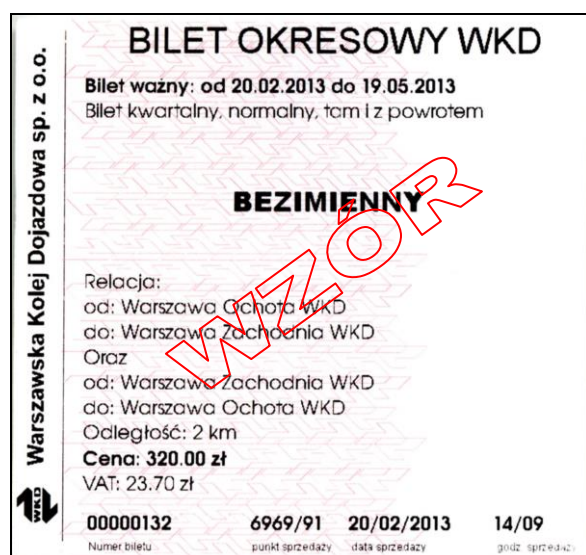 BILET OKRESOWY WKD
Bilet ważny: od 20.02.2013 do 19.05.2013
Bilet kwartalny, normalny, tam i z powrotem
BEZIMIENNY
WZÓR
Relacja:
od: Warszawa Ochota WKD
do: Warszawa Zachodnia WKD
Oraz
od: Warszawa Zachodnia WKD
do: Warszawa Ochota WKD
Odległość: 2 km
Cena: 320.00 zł
VAT: 23.70 zł
00000132 6969/91 20/02/2013 14/09
Numer biletu punkt sprzedaży data sprzedaży godz. sprzedaży
Warszawska Kolej Dojazdowa sp. z o.o.
WKD